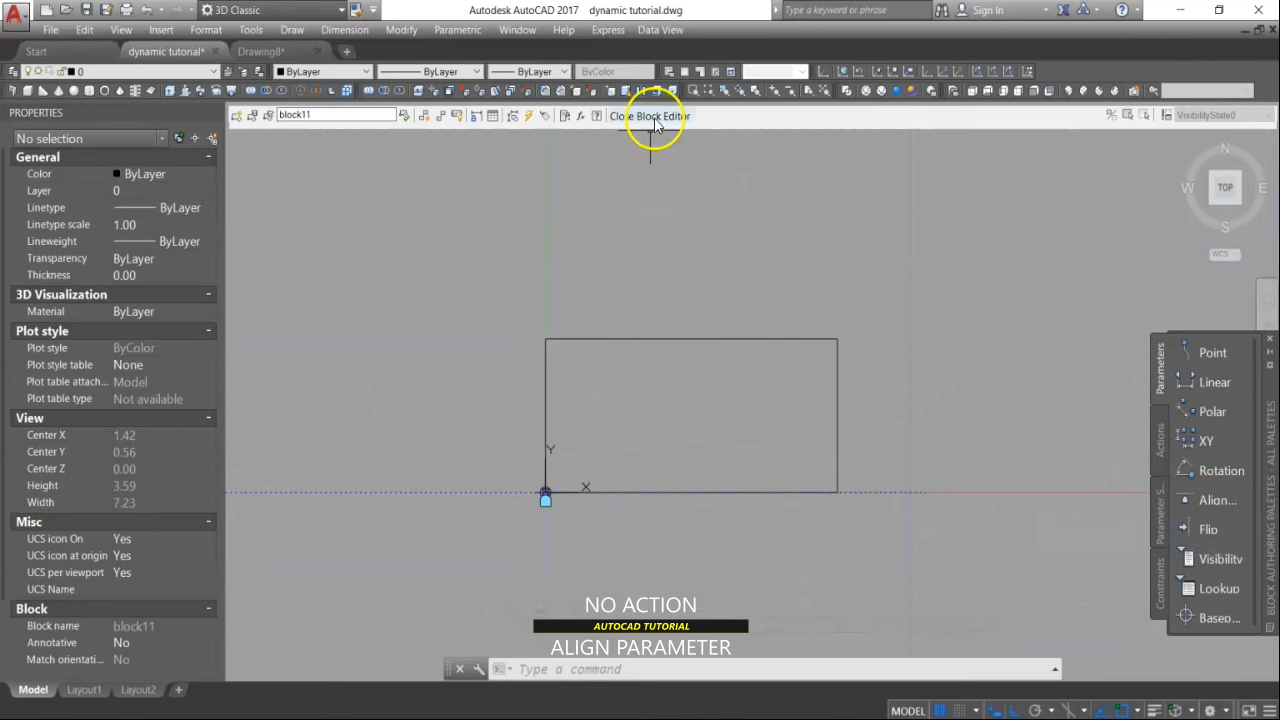 3D Classic
Autodesk AutoCAD 2017 dynamic tutorial.dwg
Type a keyword or phrase
Sign In
File Edit View Insert Format Tools Draw Dimension Modify Parametric Window Help Express Data View
Start dynamic tutorial* Drawing8*
0 ByLayer ByLayer ByLayer ByColor
PROPERTIES
block11
Close Block Editor
VisibilityState0
No selection
General
Color ByLayer
Layer 0
Linetype ByLayer
Linetype scale 1.00
Lineweight ByLayer
Transparency ByLayer
Thickness 0.00
3D Visualization
Material ByLayer
Plot style
Plot style ByColor
Plot style table None
Plot table attach... Model
Plot table type Not available
View
Center X 1.42
Center Y 0.56
Center Z 0.00
Height 3.59
Width 7.23
Misc
UCS icon On Yes
UCS icon at origin Yes
UCS per viewport Yes
UCS Name
Block
Block name block11
Annotative No
Match orientati... No
N
W TOP E
S
WCS
Y
X
Parameters
Actions
Parameter S...
Constraints
Point
Linear
Polar
XY
Rotation
Align...
Flip
Visibility
Lookup
Basep...
BLOCK AUTHORING PALETTES - ALL PALETTES
NO ACTION
AUTOCAD TUTORIAL
ALIGN PARAMETER
Type a command
Model Layout1 Layout2
MODEL